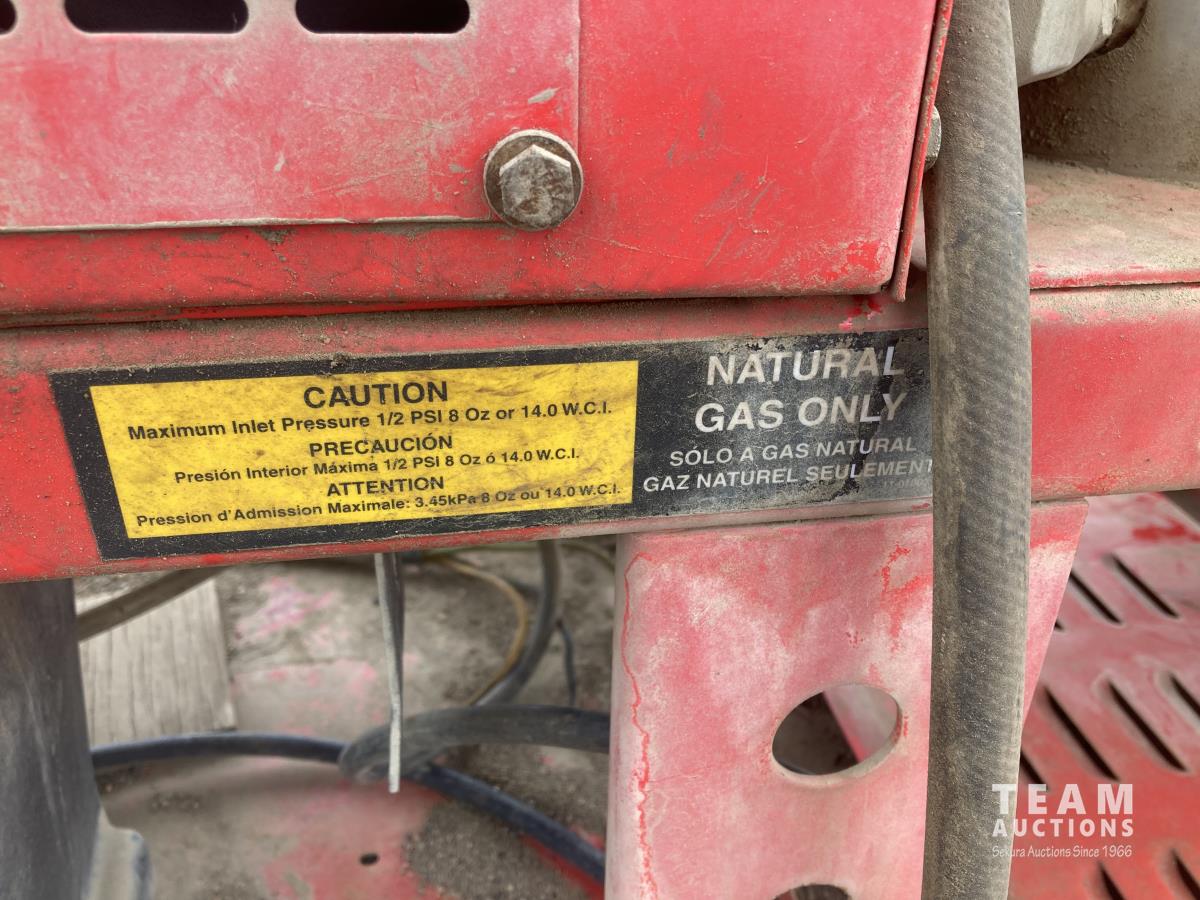 CAUTION
Maximum Inlet Pressure 1/2 PSI 8 Oz or 14.0 W.C.I.
PRECAUCIÓN
Presión Interior Máxima 1/2 PSI 8 Oz ó 14.0 W.C.I.
ATTENTION
Pression d'Admission Maximale: 3.45kPa 8 Oz ou 14.0 W.C.I.
NATURAL
GAS ONLY
SÓLO A GAS NATURAL
GAZ NATUREL SEULEMENT
TEAM
AUCTIONS
Sekura Auctions Since 1966